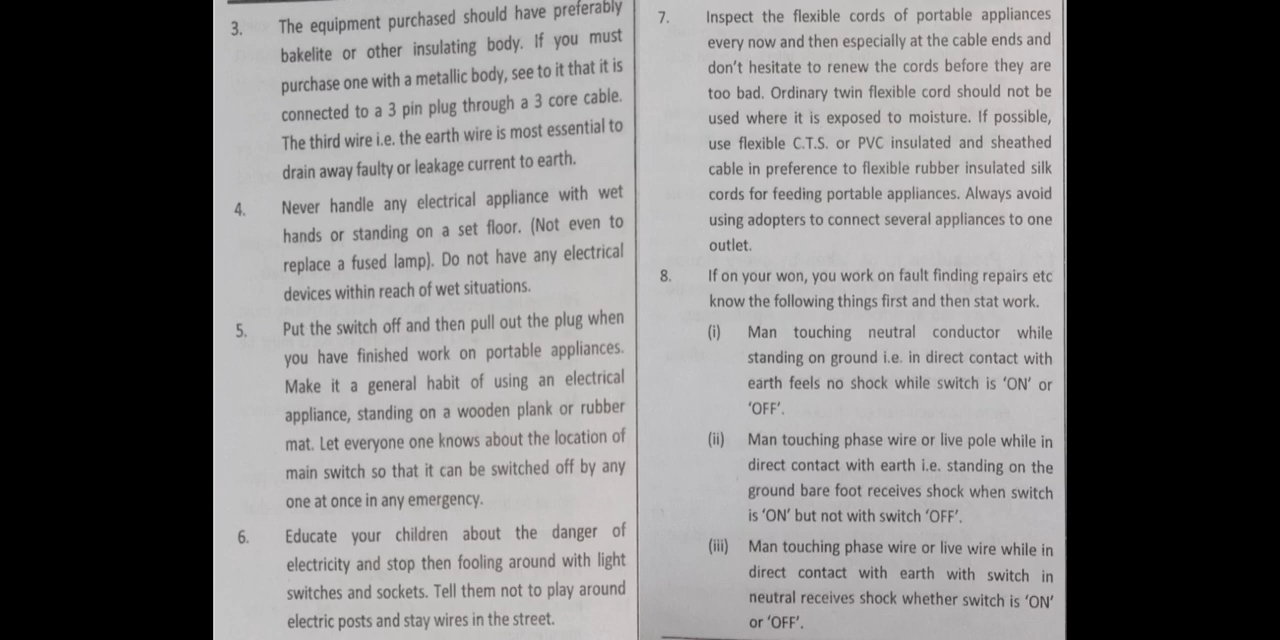 3. The equipment purchased should have preferably
bakelite or other insulating body. If you must
purchase one with a metallic body, see to it that it is
connected to a 3 pin plug through a 3 core cable.
The third wire i.e. the earth wire is most essential to
drain away faulty or leakage current to earth.
4. Never handle any electrical appliance with wet
hands or standing on a set floor. (Not even to
replace a fused lamp). Do not have any electrical
devices within reach of wet situations.
5. Put the switch off and then pull out the plug when
you have finished work on portable appliances.
Make it a general habit of using an electrical
appliance, standing on a wooden plank or rubber
mat. Let everyone one knows about the location of
main switch so that it can be switched off by any
one at once in any emergency.
6. Educate your children about the danger of
electricity and stop then fooling around with light
switches and sockets. Tell them not to play around
electric posts and stay wires in the street.
7. Inspect the flexible cords of portable appliances
every now and then especially at the cable ends and
don't hesitate to renew the cords before they are
too bad. Ordinary twin flexible cord should not be
used where it is exposed to moisture. If possible,
use flexible C.T.S. or PVC insulated and sheathed
cable in preference to flexible rubber insulated silk
cords for feeding portable appliances. Always avoid
using adopters to connect several appliances to one
outlet.
8. If on your won, you work on fault finding repairs etc
know the following things first and then stat work.
(i) Man touching neutral conductor while
standing on ground i.e. in direct contact with
earth feels no shock while switch is 'ON' or
'OFF'.
(ii) Man touching phase wire or live pole while in
direct contact with earth i.e. standing on the
ground bare foot receives shock when switch
is 'ON' but not with switch 'OFF'.
(iii) Man touching phase wire or live wire while in
direct contact with earth with switch in
neutral receives shock whether switch is 'ON'
or 'OFF'.